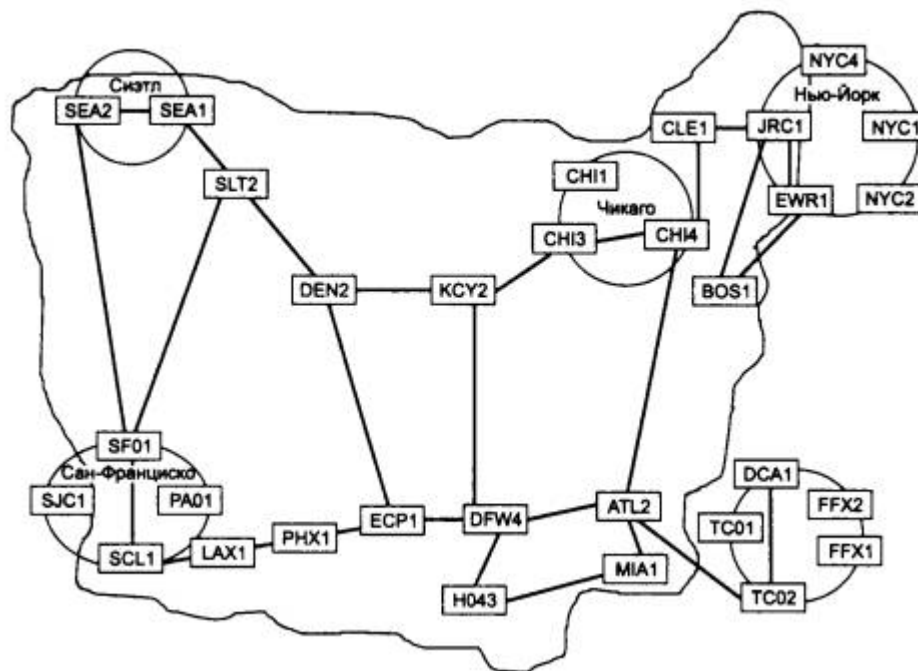 NYC4
Сиэтл
Нью-Йорк
SEA2
SEA1
CLE1
JRC1
NYC1
SLT2
CHI1
EWR1
NYC2
Чикаго
CHI3
CHI4
DEN2
KCY2
BOS1
SF01
Сан-Франциско
SJC1
PA01
DCA1
ECP1
DFW4
ATL2
FFX2
TC01
PHX1
LAX1
SCL1
FFX1
MIA1
H043
TC02